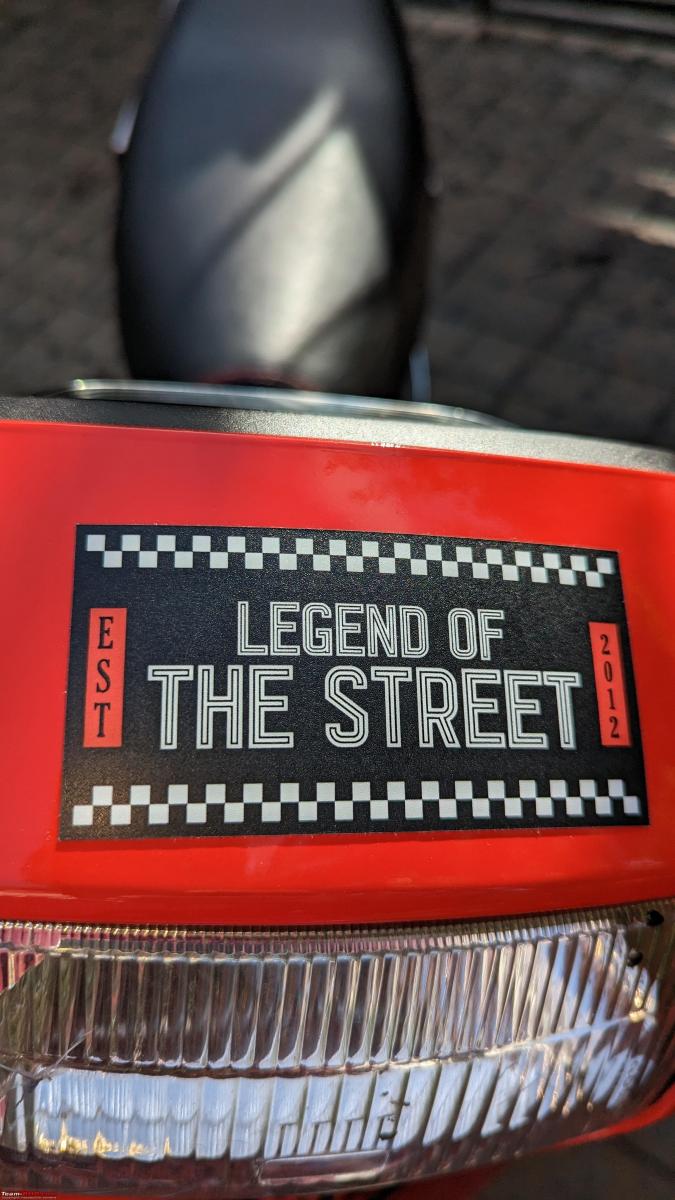 LEGEND OF
EST
THE STREET
2012